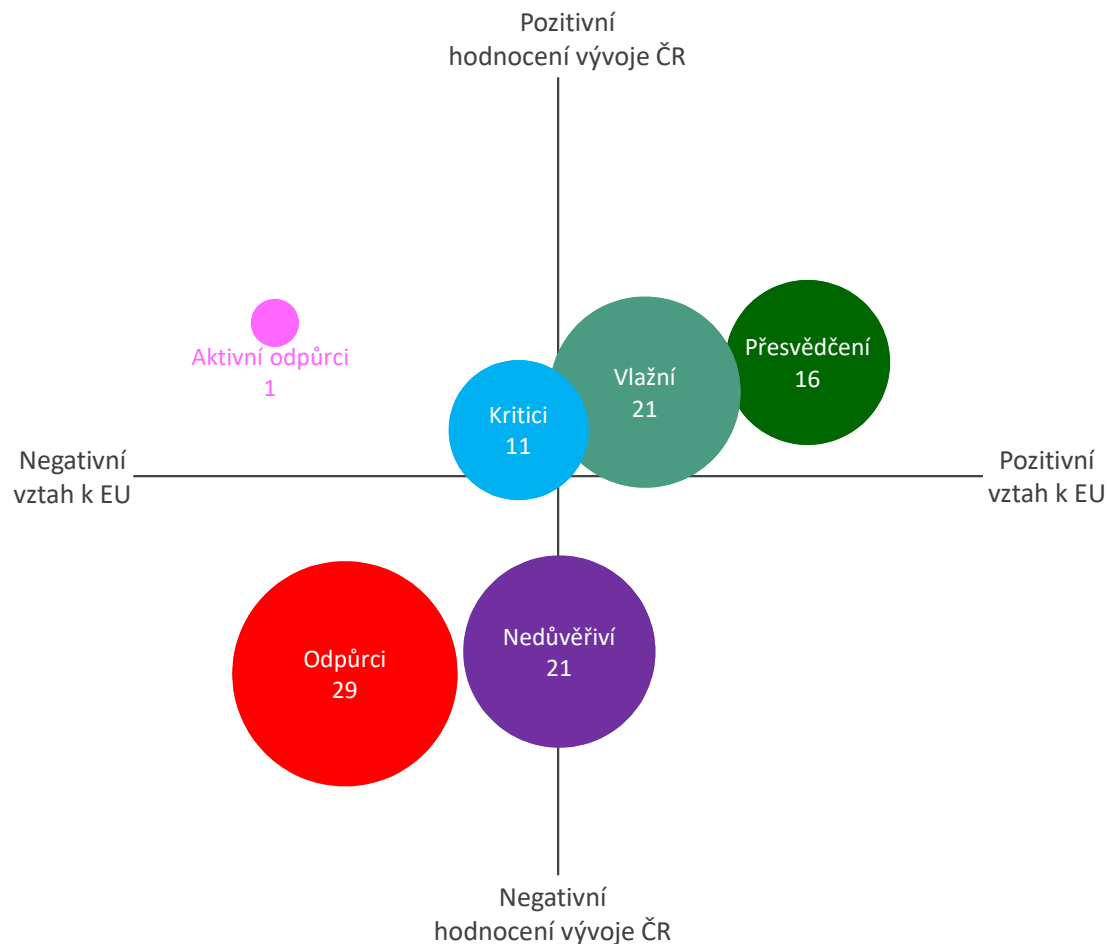 Pozitivní
hodnocení vývoje ČR
Aktivní odpůrci
1
Kritici
11
Vlažní
21
Přesvědčení
16
Negativní
vztah k EU
Pozitivní
vztah k EU
Odpůrci
29
Nedůvěřiví
21
Negativní
hodnocení vývoje ČR